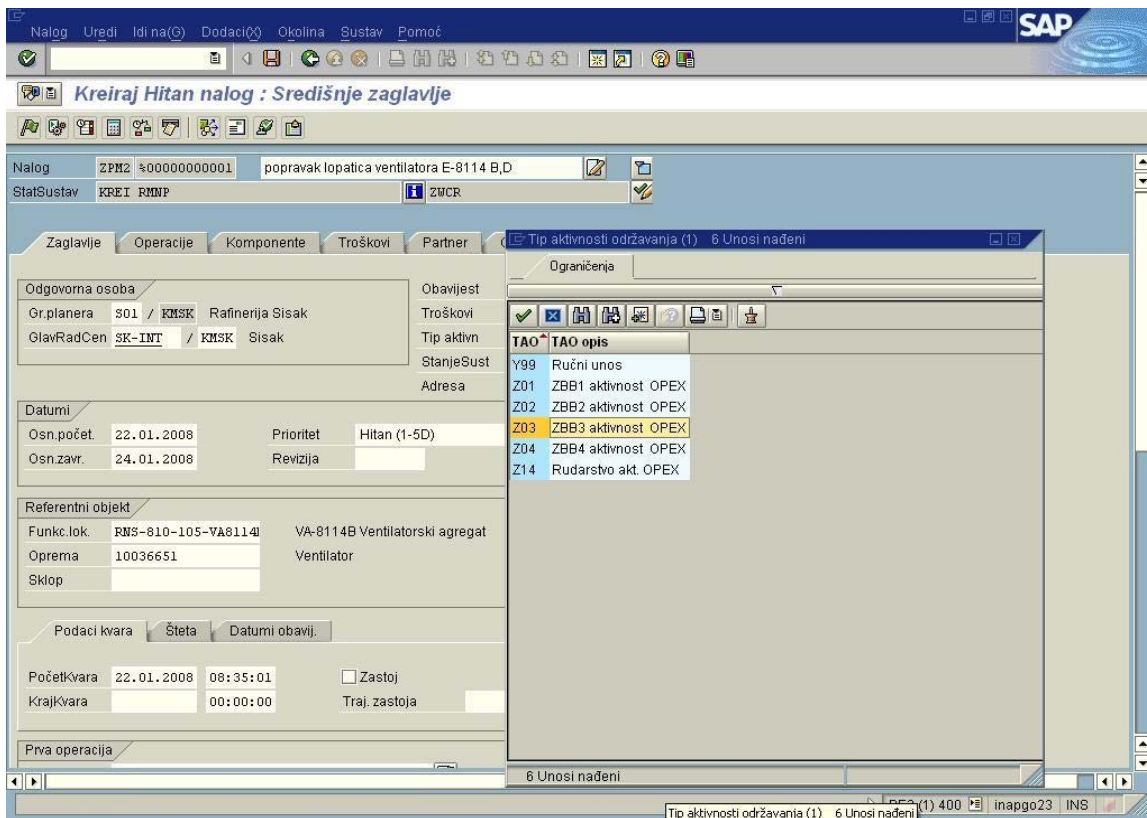 Nalog Uredi Idi na(G) Dodaci(X) Okolina Sustav Pomoć
SAP
Kreiraj Hitan nalog : Središnje zaglavlje
Nalog ZPM2 %00000000001 popravak lopatica ventilatora E-8114 B,D
StatSustav KREI RMNP ZWCR
Zaglavlje Operacije Komponente Troškovi Partner
Tip aktivnosti održavanja (1) 6 Unosi nađeni
Ograničenja
Odgovorna osoba
Gr.planera S01 / KMSK Rafinerija Sisak
GlavRadCen SK-INT / KMSK Sisak
Obavijest
Troškovi
Tip aktivn
StanjeSust
Adresa
TAO TAO opis
Y99 Ručni unos
Z01 ZBB1 aktivnost OPEX
Z02 ZBB2 aktivnost OPEX
Z03 ZBB3 aktivnost OPEX
Z04 ZBB4 aktivnost OPEX
Z14 Rudarstvo akt. OPEX
Datumi
Osn.počet. 22.01.2008 Prioritet Hitan (1-5D)
Osn.zavr. 24.01.2008 Revizija
Referentni objekt
Funkc.lok. RNS-810-105-VA8114 VA-8114B Ventilatorski agregat
Oprema 10036651 Ventilator
Sklop
Podaci kvara Šteta Datumi obavij.
PočetKvara 22.01.2008 08:35:01 Zastoj
KrajKvara 00:00:00 Traj. zastoja
Prva operacija
6 Unosi nađeni
(1) 400 inapgo23 INS
Tip aktivnosti održavanja (1) 6 Unosi nađeni